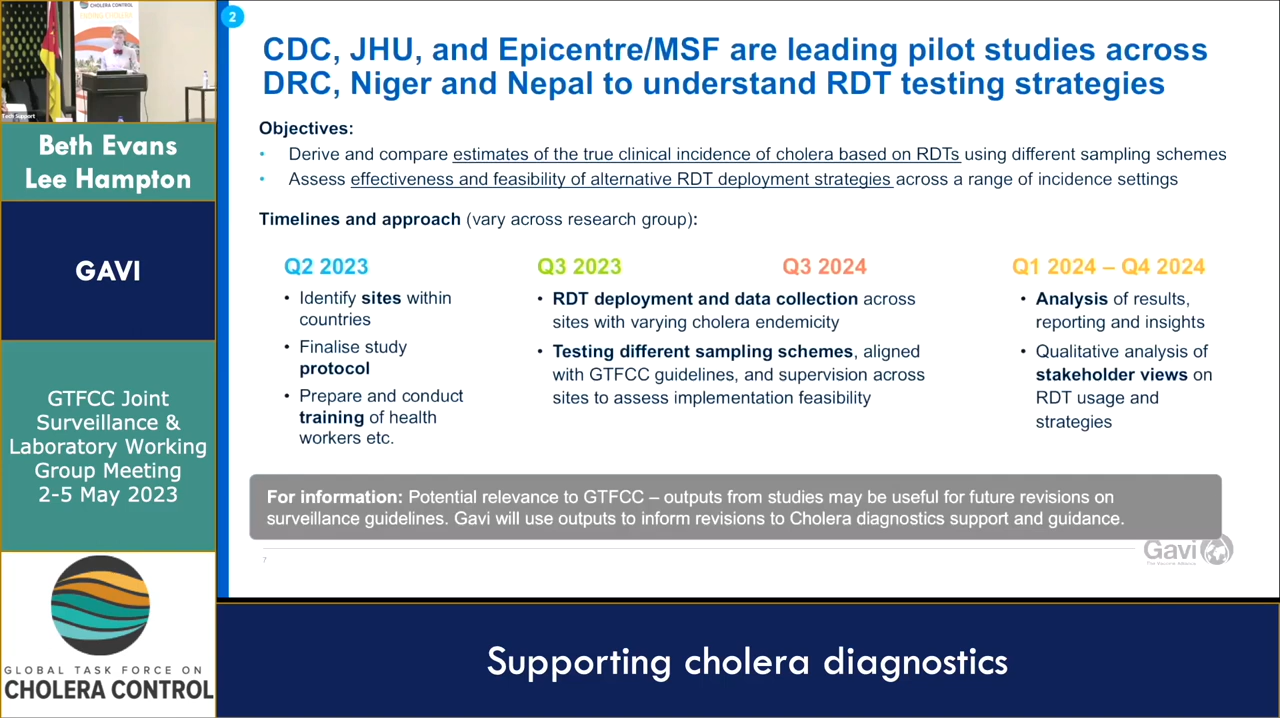 CHOLERA CONTROL
Tech Support
Beth Evans
Lee Hampton
GAVI
GTFCC Joint
Surveillance &
Laboratory Working
Group Meeting
2-5 May 2023
GLOBAL TASK FORCE ON
CHOLERA CONTROL
2
CDC, JHU, and Epicentre/MSF are leading pilot studies across
DRC, Niger and Nepal to understand RDT testing strategies
Objectives:
• Derive and compare estimates of the true clinical incidence of cholera based on RDTs using different sampling schemes
• Assess effectiveness and feasibility of alternative RDT deployment strategies across a range of incidence settings
Timelines and approach (vary across research group):
Q2 2023
• Identify sites within
countries
• Finalise study
protocol
• Prepare and conduct
training of health
workers etc.
Q3 2023 Q3 2024
• RDT deployment and data collection across
sites with varying cholera endemicity
• Testing different sampling schemes, aligned
with GTFCC guidelines, and supervision across
sites to assess implementation feasibility
Q1 2024 – Q4 2024
• Analysis of results,
reporting and insights
• Qualitative analysis of
stakeholder views on
RDT usage and
strategies
For information: Potential relevance to GTFCC – outputs from studies may be useful for future revisions on
surveillance guidelines. Gavi will use outputs to inform revisions to Cholera diagnostics support and guidance.
7
Gavi
Supporting cholera diagnostics